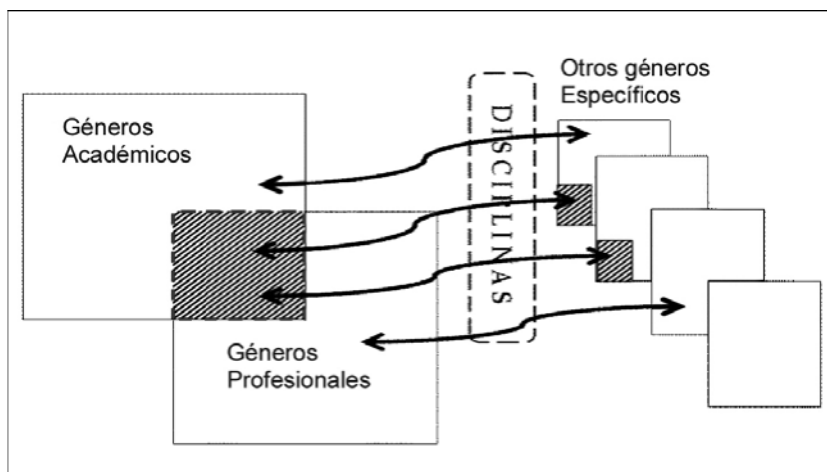 Géneros
Académicos
Géneros
Profesionales
DISCIPLINAS
Otros géneros
Específicos